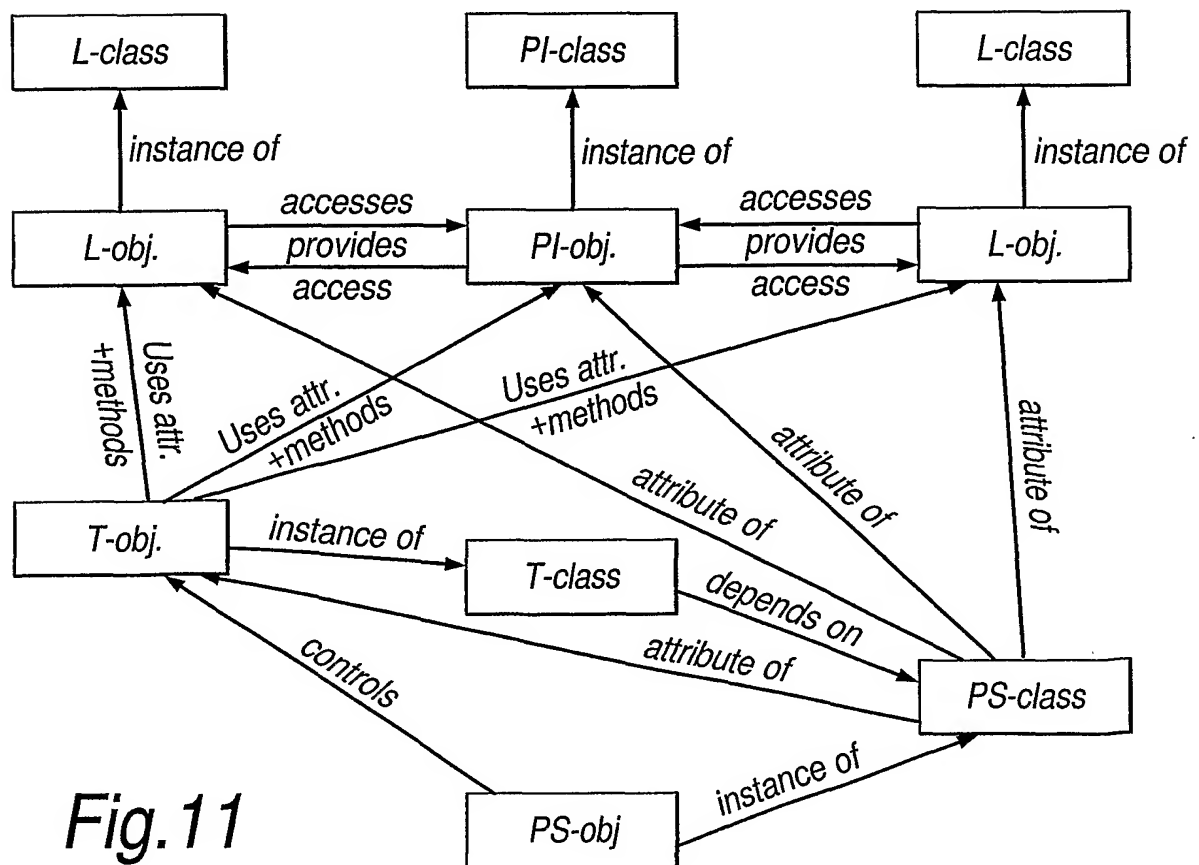 L-class
PI-class
L-class
instance of
instance of
instance of
accesses
accesses
L-obj.
provides
PI-obj.
provides
L-obj.
access
access
Uses attr.
+methods
Uses attr.
+methods
Uses attr.
+methods
attribute of
attribute of
attribute of
T-obj.
instance of
T-class
depends on
attribute of
PS-class
controls
instance of
PS-obj
Fig.11